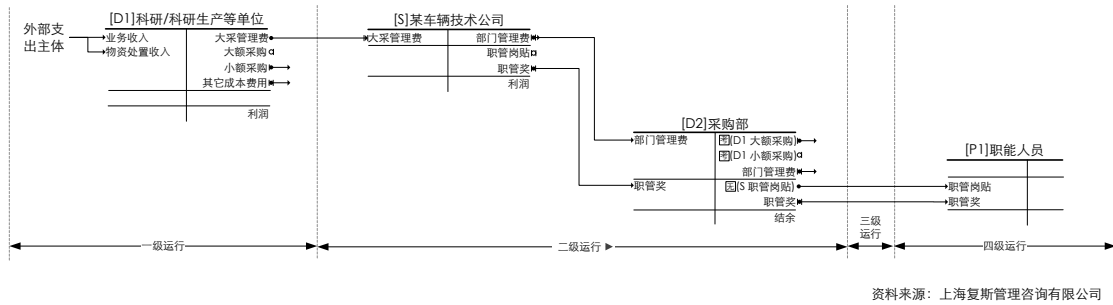 外部支
出主体
[D1]科研/科研生产等单位
业务收入
大采管理费
物资处置收入
大额采购
小额采购
其它成本费用
利润
[S]某车辆技术公司
大采管理费
部门管理费
职管岗贴
职管奖
利润
[D2]采购部
部门管理费
考(D1 大额采购)
考(D1 小额采购)
部门管理费
职管奖
(S 职管岗贴)
职管奖
结余
[P1]职能人员
职管岗贴
职管奖
一级运行
二级运行
三级
运行
四级运行
资料来源：上海复斯管理咨询有限公司